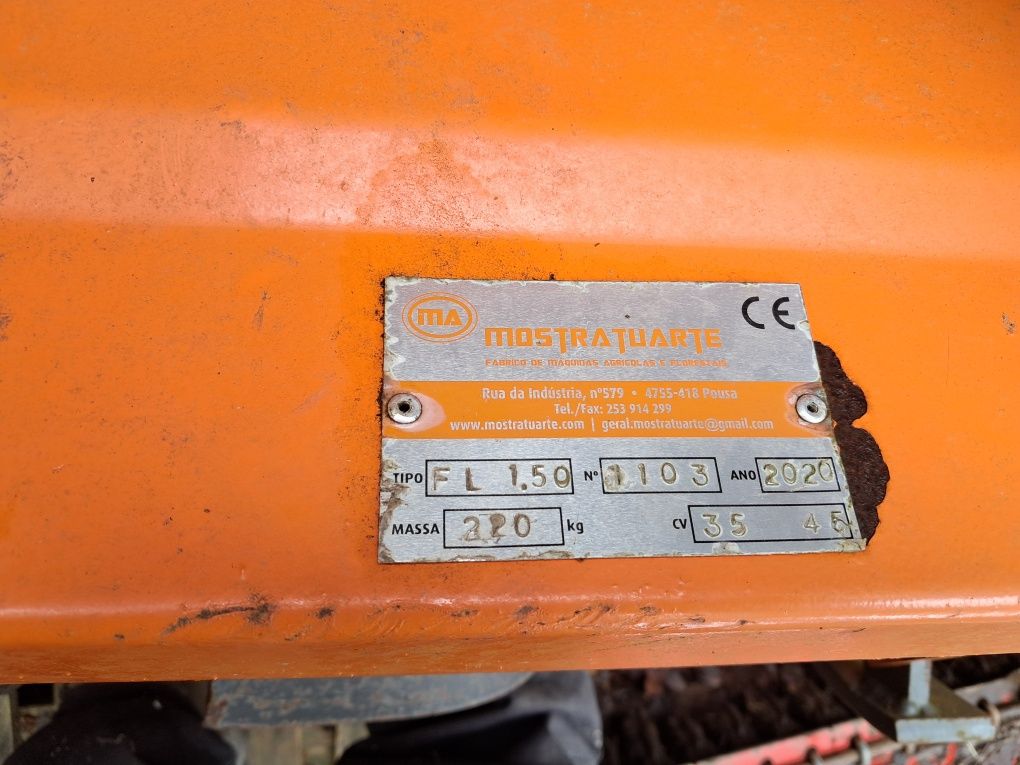 MA
MOSTRATUARTE
CE
FABRICO DE MÁQUINAS AGRICOLAS E FLORESTAIS
Rua da Indústria, nº579 • 4755-418 Pousa
Tel./Fax: 253 914 299
www.mostratuarte.com | geral.mostratuarte@gmail.com
TIPO FL 1.50 Nº 1103 ANO 2020
MASSA 220 kg CV 35 45